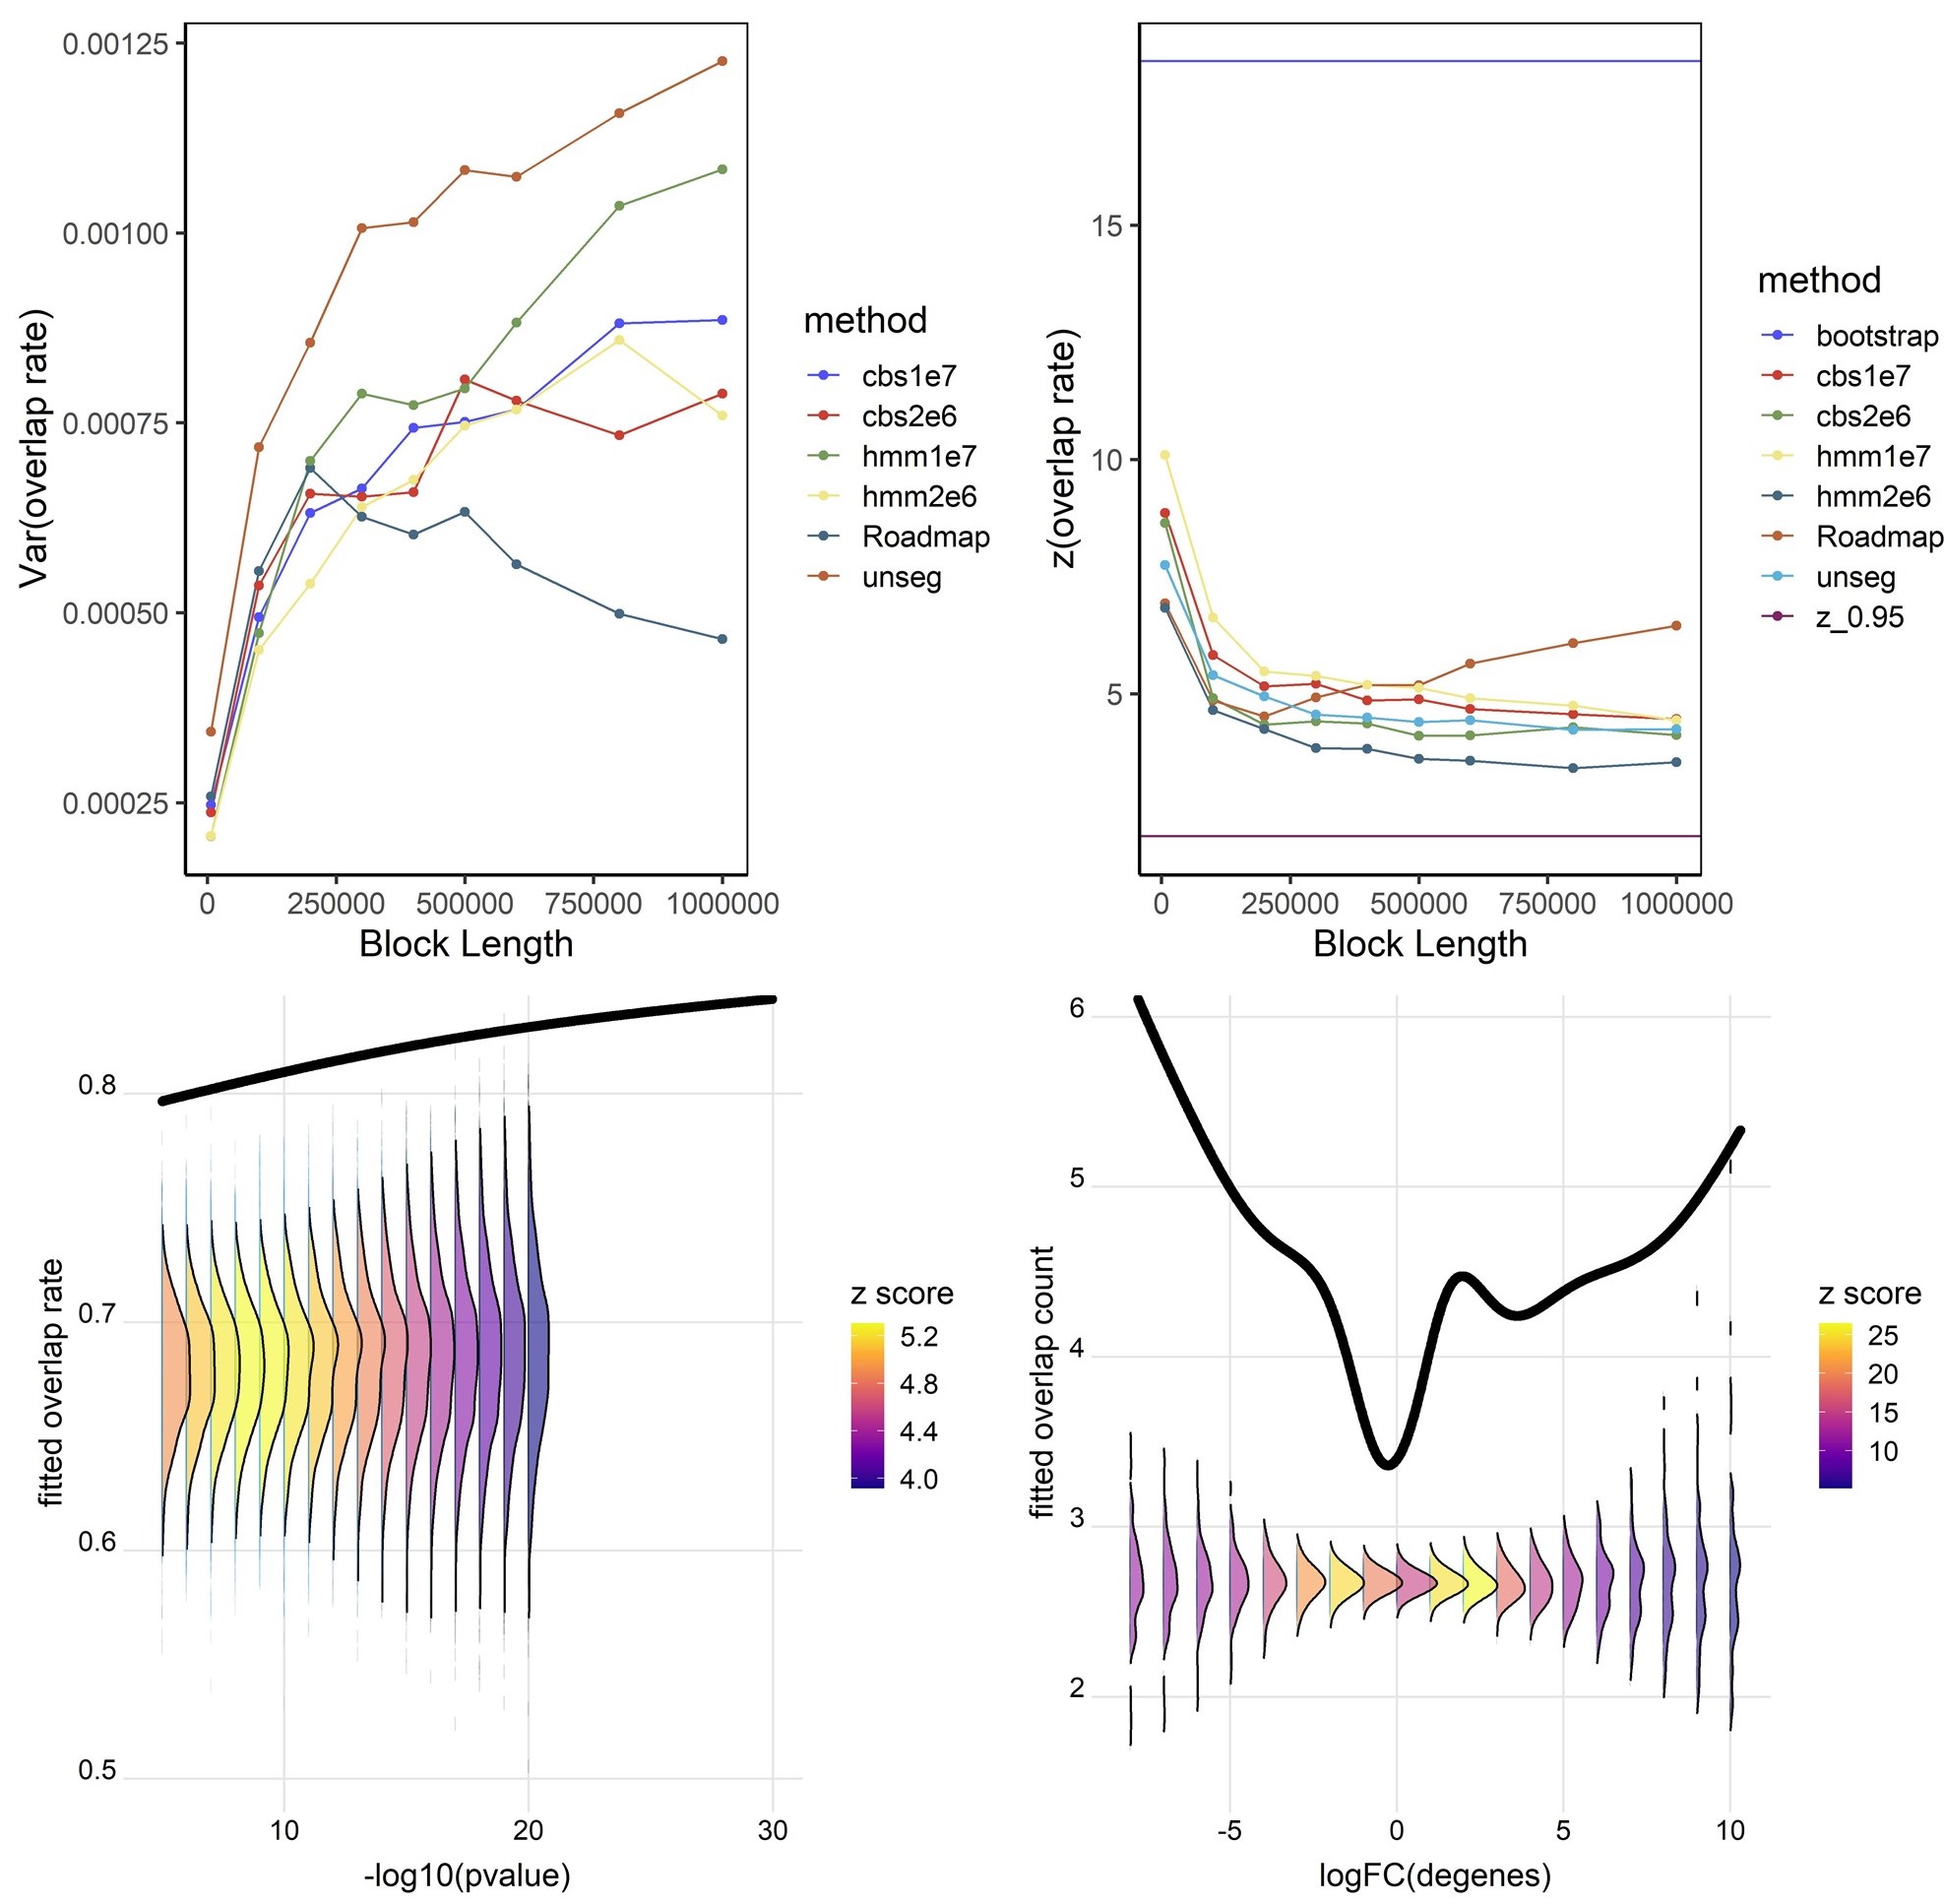 0.00125
0.00100
0.00075
0.00050
0.00025
Var(overlap rate)
0 250000 500000 750000 1000000
Block Length
method
cbs1e7
cbs2e6
hmm1e7
hmm2e6
Roadmap
unseg
15
10
5
z(overlap rate)
0 250000 500000 750000 1000000
Block Length
method
bootstrap
cbs1e7
cbs2e6
hmm1e7
hmm2e6
Roadmap
unseg
z_0.95
0.8
0.7
0.6
0.5
fitted overlap rate
10 20 30
-log10(pvalue)
z score
5.2
4.8
4.4
4.0
6
5
4
3
2
fitted overlap count
-5 0 5 10
logFC(degenes)
z score
25
20
15
10